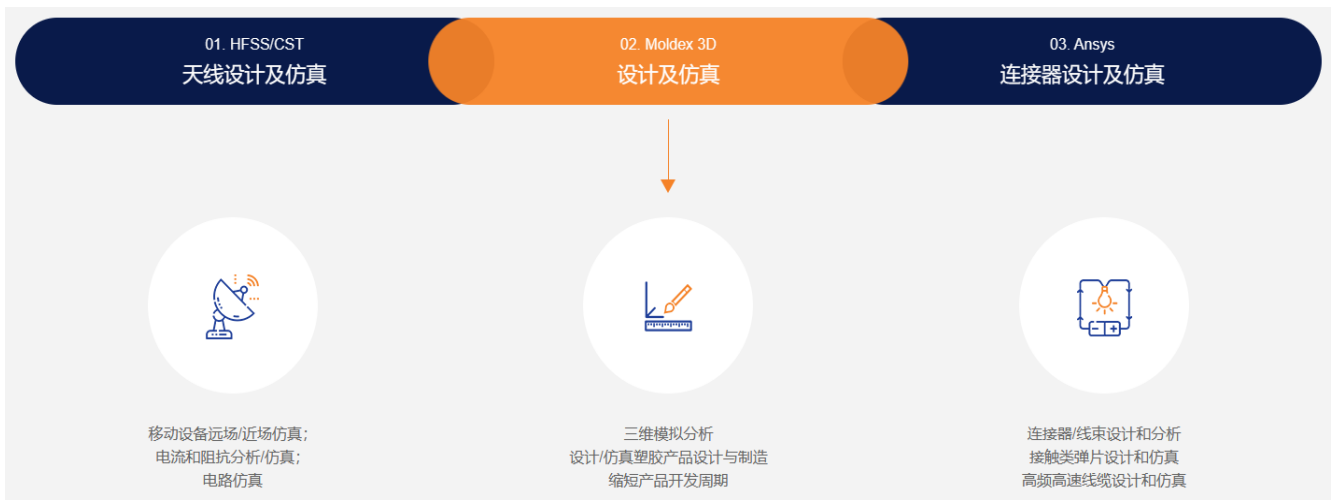 01. HFSS/CST
天线设计及仿真
02. Moldex 3D
设计及仿真
03. Ansys
连接器设计及仿真
移动设备远场/近场仿真；
电流和阻抗分析/仿真；
电路仿真
三维模拟分析
设计/仿真塑胶产品设计与制造
缩短产品开发周期
连接器/线束设计和分析
接触类弹片设计和仿真
高频高速线缆设计和仿真